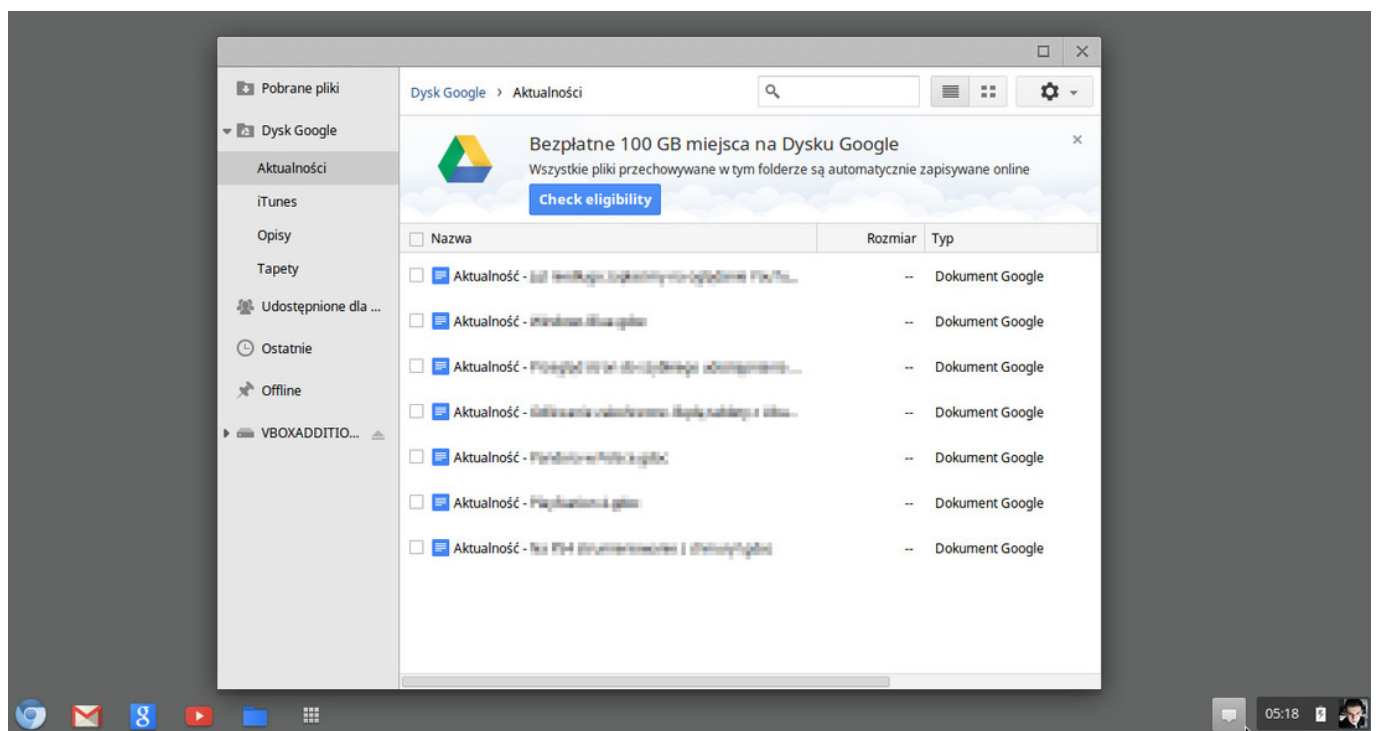 Pobrane pliki
Dysk Google
Aktualności
iTunes
Opisy
Tapety
Udostępnione dla ...
Ostatnie
Offline
VBOXADDITIO...
Dysk Google › Aktualności
Bezpłatne 100 GB miejsca na Dysku Google
Wszystkie pliki przechowywane w tym folderze są automatycznie zapisywane online
Check eligibility
Nazwa Rozmiar Typ
Aktualność - -- Dokument Google
Aktualność - -- Dokument Google
Aktualność - -- Dokument Google
Aktualność - -- Dokument Google
Aktualność - -- Dokument Google
Aktualność - -- Dokument Google
Aktualność - -- Dokument Google
8
05:18